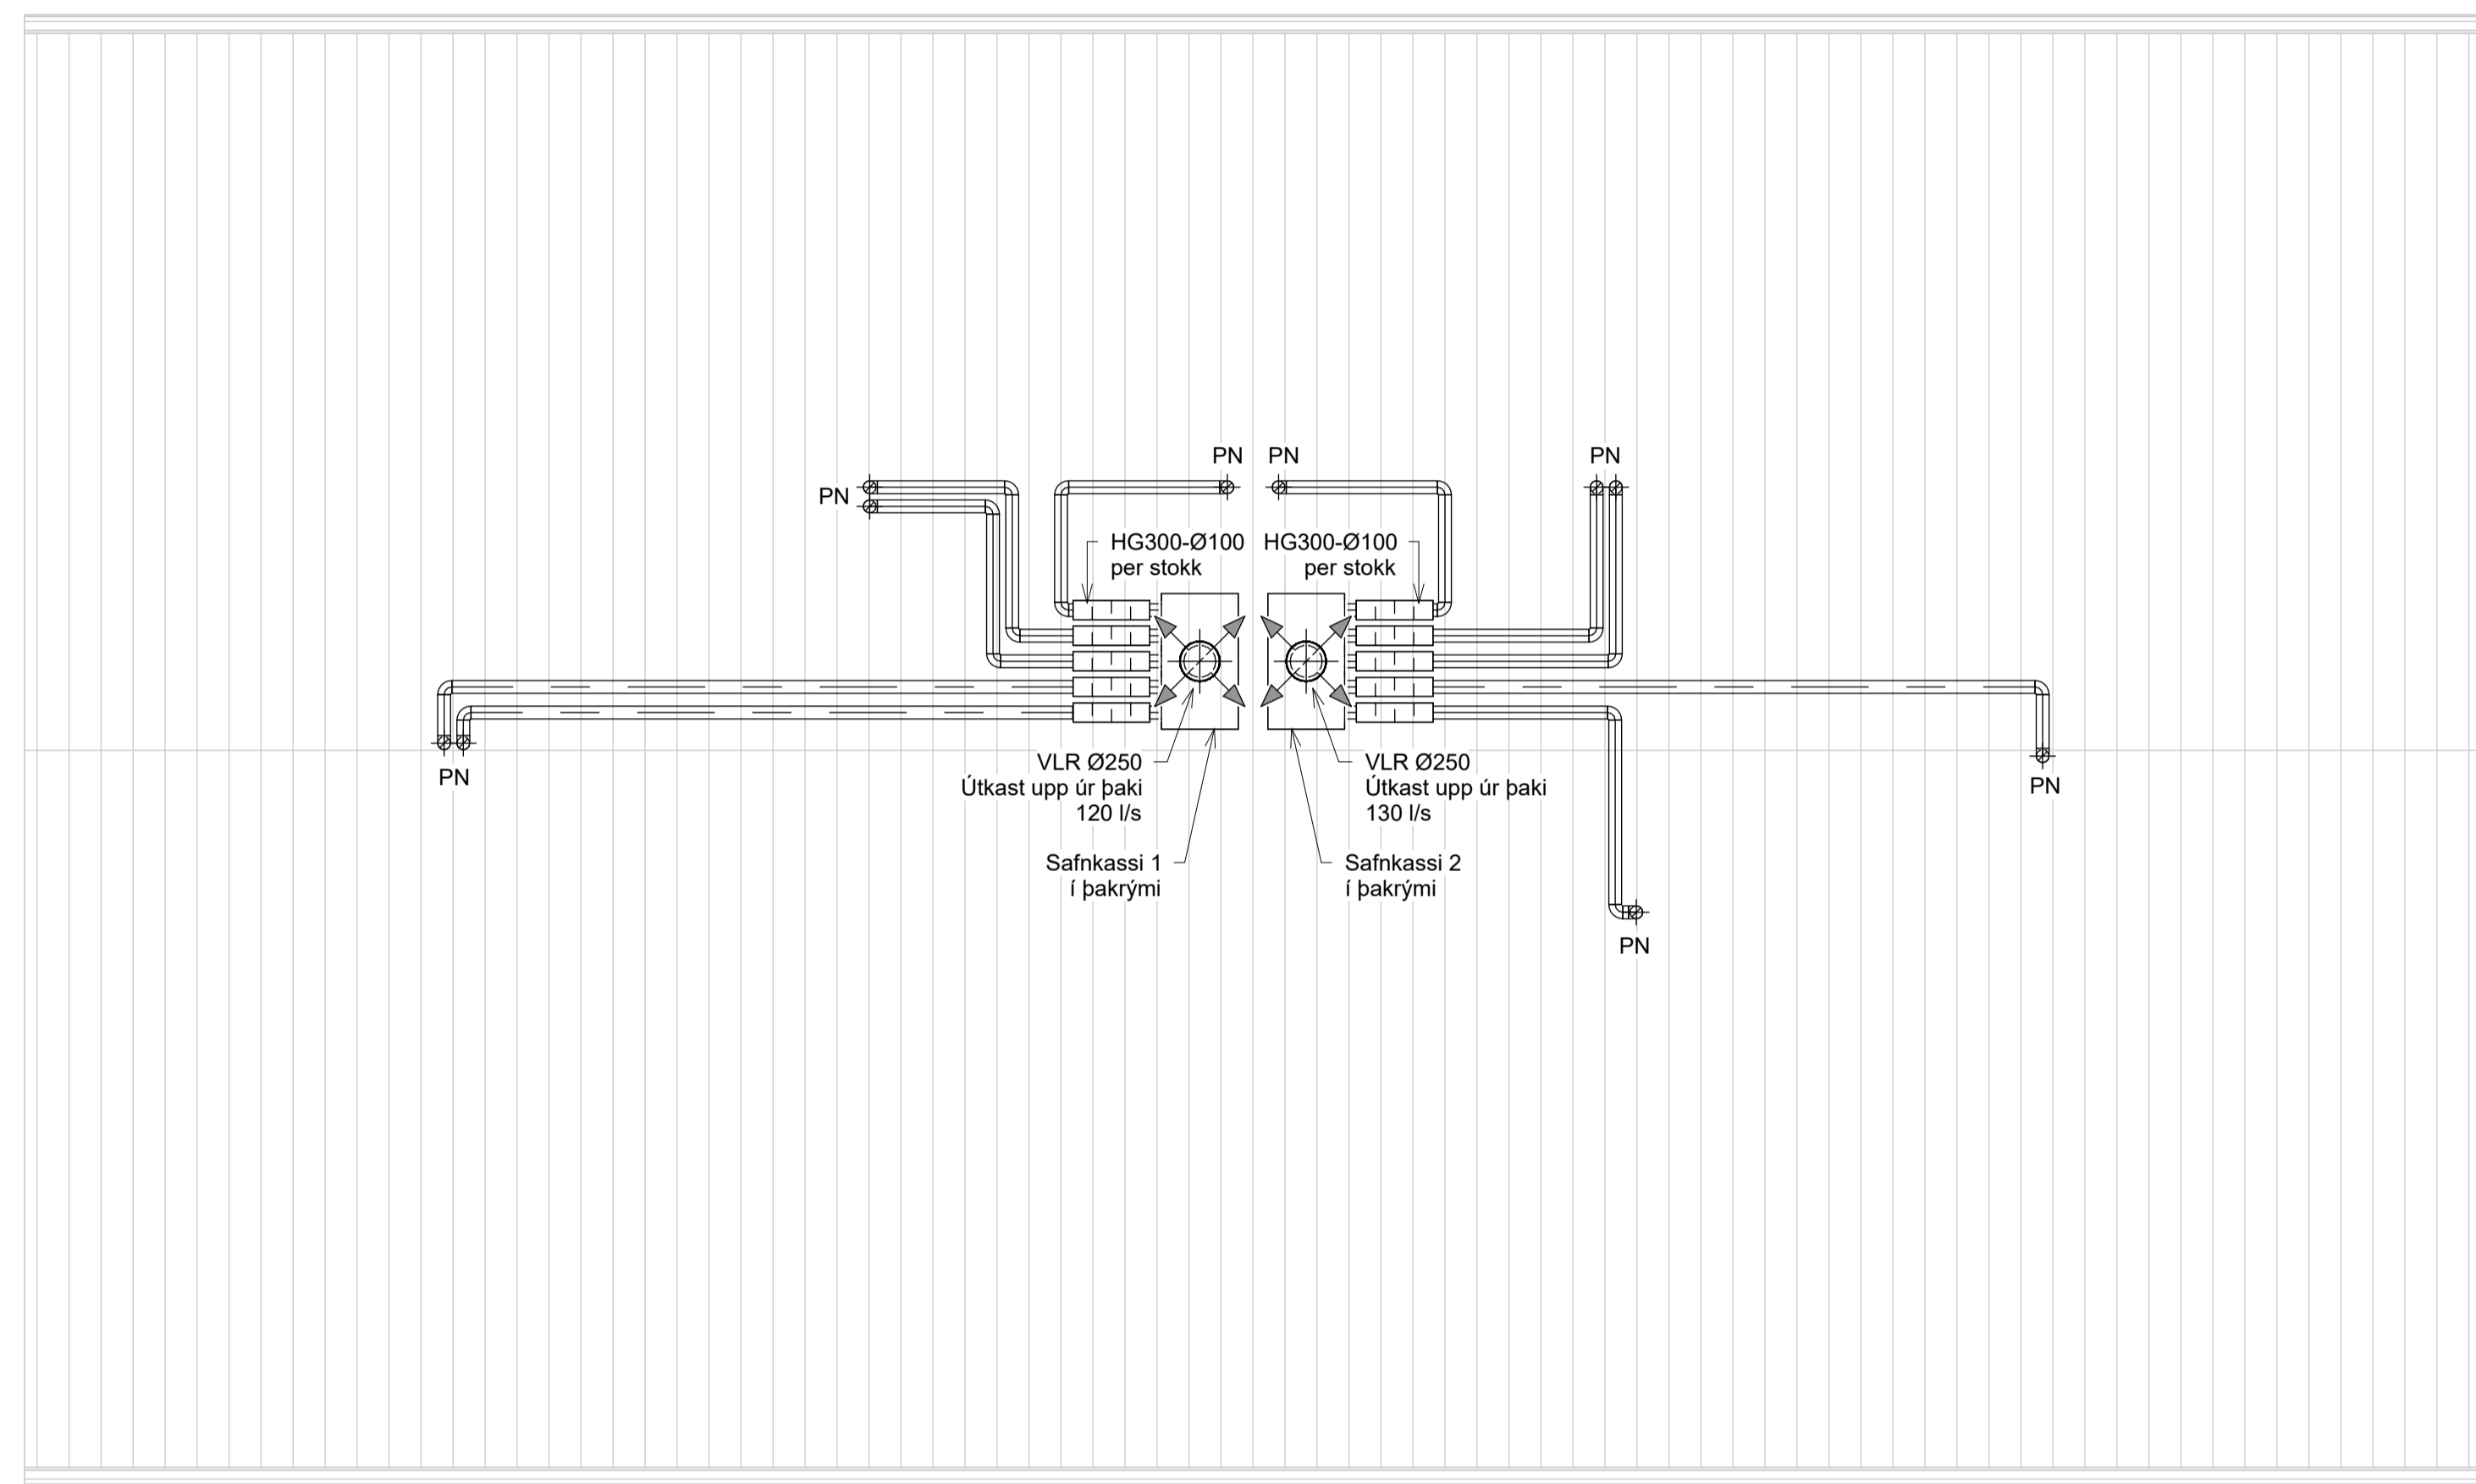 PN
PN
PN
PN
HG300-Ø100
per stokk
HG300-Ø100
per stokk
PN
VLR Ø250
Útkast upp úr þaki
120 l/s
VLR Ø250
Útkast upp úr þaki
130 l/s
PN
Safnkassi 1
í þakrými
Safnkassi 2
í þakrými
PN